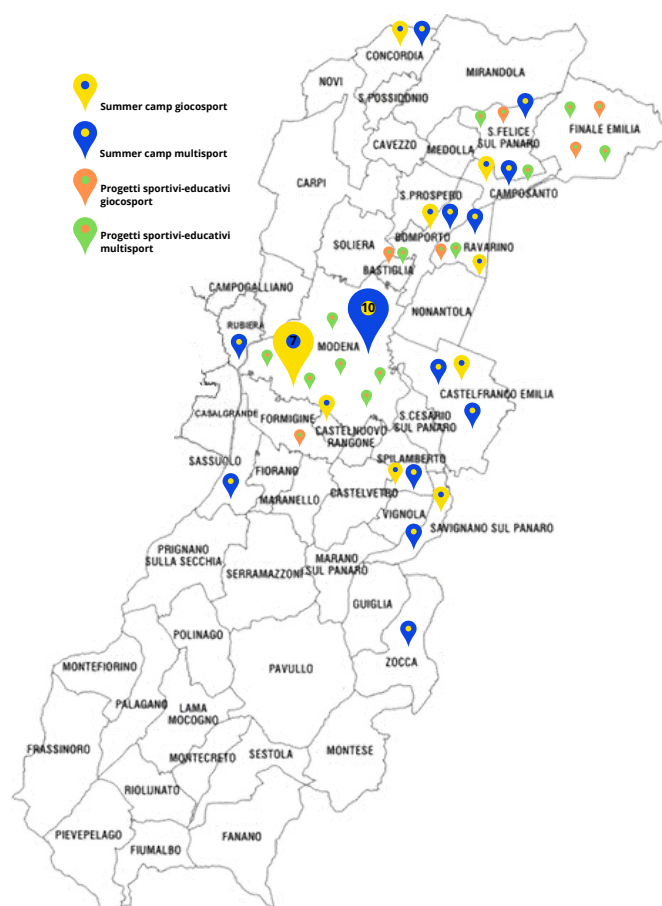 Summer camp giocosport
Summer camp multisport
Progetti sportivi-educativi
giocosport
Progetti sportivi-educativi
multisport
CONCORDIA
MIRANDOLA
NOVI
S.POSSIDONIO
S.FELICE
SUL PANARO
FINALE EMILIA
CAVEZZO
MEDOLLA
CARPI
S.PROSPERO
CAMPOSANTO
SOLIERA
BOMPORTO
RAVARINO
BASTIGLIA
CAMPOGALLIANO
NONANTOLA
RUBIERA
10
7
MODENA
CASTELFRANCO EMILIA
CASALGRANDE
FORMIGINE
CASTELNUOVO
RANGONE
S.CESARIO
SUL PANARO
SASSUOLO
FIORANO
SPILAMBERTO
MARANELLO
CASTELVETRO
VIGNOLA
SAVIGNANO SUL PANARO
PRIGNANO
SULLA SECCHIA
SERRAMAZZONI
MARANO
SUL PANARO
GUIGLIA
POLINAGO
MONTEFIORINO
PAVULLO
ZOCCA
PALAGANO
LAMA
MOCOGNO
FRASSINORO
MONTECRETO
SESTOLA
MONTESE
RIOLUNATO
PIEVEPELAGO
FIUMALBO
FANANO